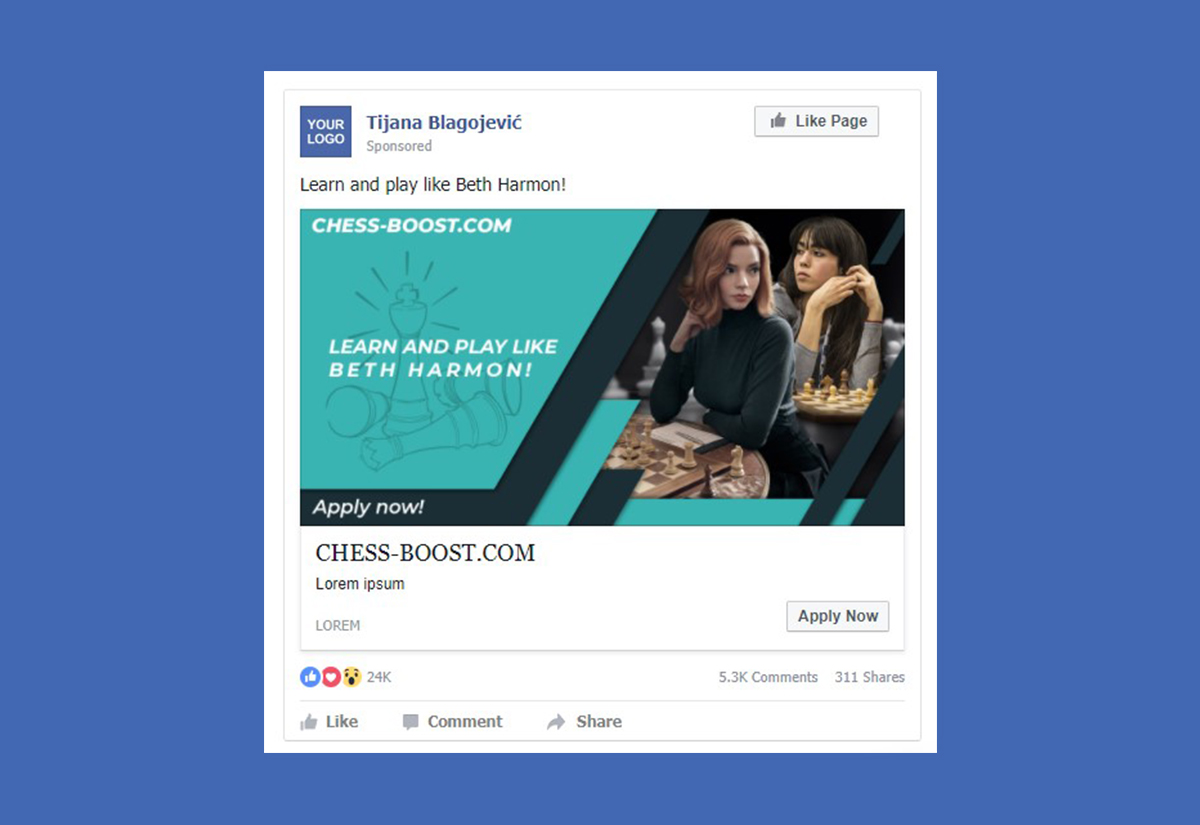 YOUR
LOGO
Tijana Blagojević
Sponsored
Like Page
Learn and play like Beth Harmon!
CHESS-BOOST.COM
LEARN AND PLAY LIKE
BETH HARMON!
Apply now!
CHESS-BOOST.COM
Lorem ipsum
LOREM
Apply Now
24K
5.3K Comments
311 Shares
Like
Comment
Share